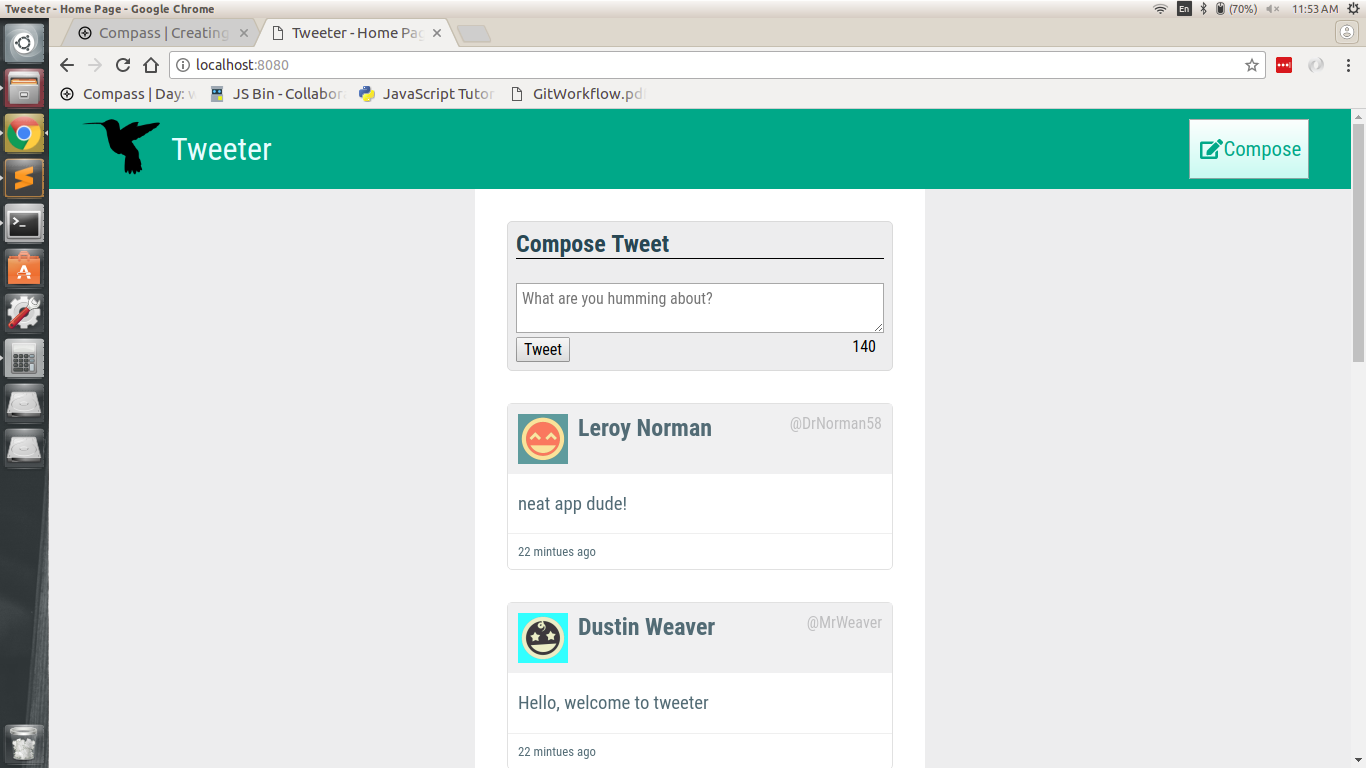 Tweeter - Home Page - Google Chrome
En
(70%)
11:53 AM
Compass | Creating
Tweeter - Home Pag
localhost:8080
Compass | Day: v
JS Bin - Collabor
JavaScript Tutor
GitWorkflow.pdf
Tweeter
Compose
Compose Tweet
What are you humming about?
Tweet
140
Leroy Norman
@DrNorman58
neat app dude!
22 mintues ago
Dustin Weaver
@MrWeaver
Hello, welcome to tweeter
22 mintues ago